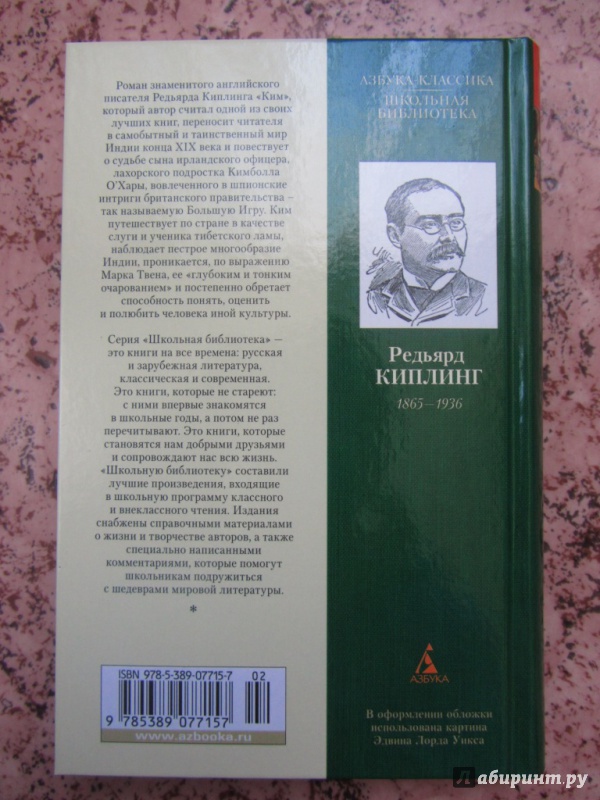 Роман знаменитого английского
писателя Редьярда Киплинга «Ким»,
который автор считал одной из своих
лучших книг, переносит читателя
в самобытный и таинственный мир
Индии конца XIX века и повествует
о судьбе сына ирландского офицера,
лахорского подростка Кимболла
О'Хары, вовлеченного в шпионские
интриги британского правительства –
так называемую Большую Игру. Ким
путешествует по стране в качестве
слуги и ученика тибетского ламы,
наблюдает пестрое многообразие
Индии, проникается, по выражению
Марка Твена, ее «глубоким и тонким
очарованием» и постепенно обретает
способность понять, оценить
и полюбить человека иной культуры.
Серия «Школьная библиотека» —
это книги на все времена: русская
и зарубежная литература,
классическая и современная.
Это книги, которые не стареют:
с ними впервые знакомятся
в школьные годы, а потом не раз
перечитывают. Это книги, которые
становятся нам добрыми друзьями
и сопровождают нас всю жизнь.
«Школьную библиотеку» составили
лучшие произведения, входящие
в школьную программу классного
и внеклассного чтения. Издания
снабжены справочными материалами
о жизни и творчестве авторов, а также
специально написанными
комментариями, которые помогут
школьникам подружиться
с шедеврами мировой литературы.
*
ISBN 978-5-389-07715-7 02
9 785389 077157
www.azbooka.ru
АЗБУКА-КЛАССИКА
ШКОЛЬНАЯ
БИБЛИОТЕКА
Редьярд
КИПЛИНГ
1865—1936
АЗБУКА
В оформлении обложки
использована картина
Эдвина Лорда Уикса
абиринт.ру